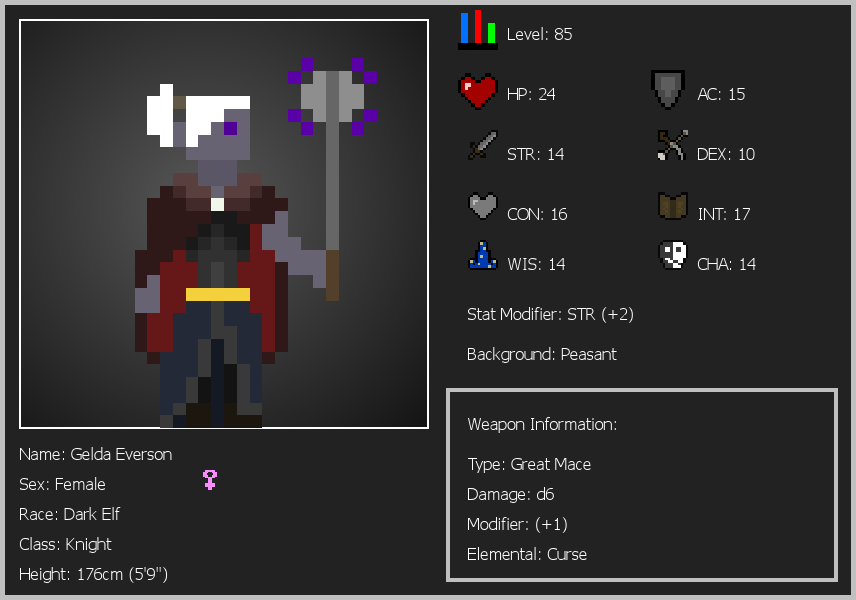 Level: 85
HP: 24
AC: 15
STR: 14
DEX: 10
CON: 16
INT: 17
WIS: 14
CHA: 14
Stat Modifier: STR (+2)
Background: Peasant
Weapon Information:
Type: Great Mace
Damage: d6
Modifier: (+1)
Elemental: Curse
Name: Gelda Everson
Sex: Female
Race: Dark Elf
Class: Knight
Height: 176cm (5'9")